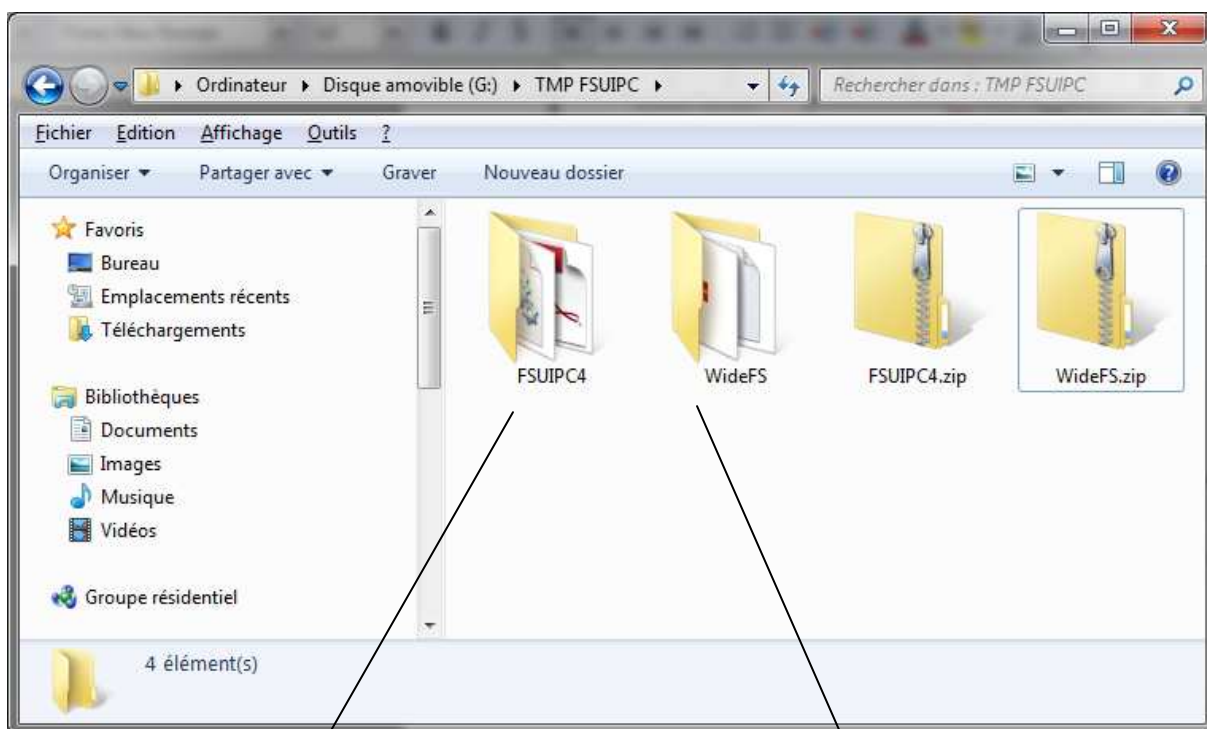 Ordinateur Disque amovible (G:) TMP FSUIPC Rechercher dans : TMP FSUIPC
Fichier Edition Affichage Outils ?
Organiser Partager avec Graver Nouveau dossier
Favoris
Bureau
Emplacements récents
Téléchargements
Bibliothèques
Documents
Images
Musique
Vidéos
Groupe résidentiel
FSUIPC4 WideFS FSUIPC4.zip WideFS.zip
4 élément(s)